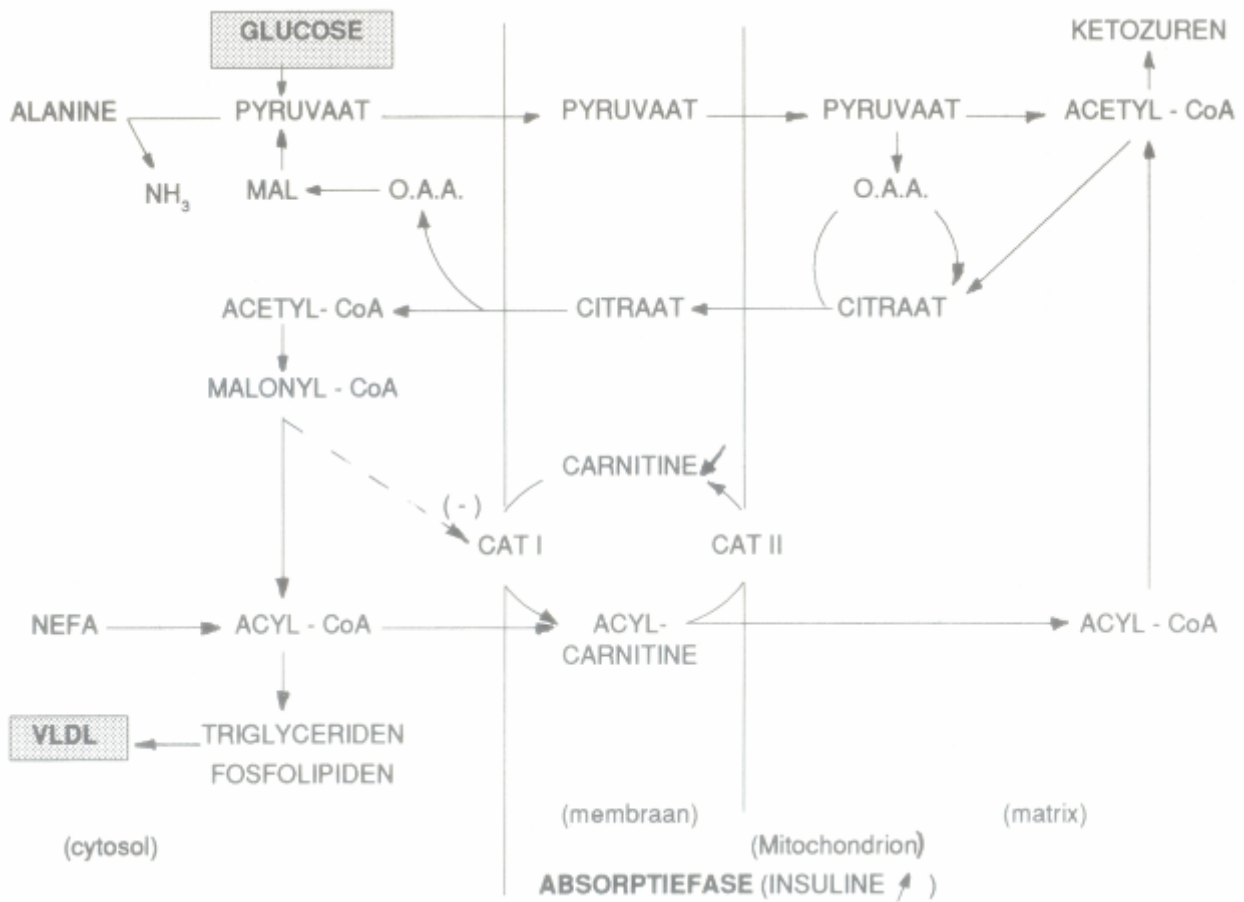 GLUCOSE
KETOZUREN
ALANINE
PYRUVAAT
PYRUVAAT
PYRUVAAT
ACETYL - CoA
NH₃
MAL
O.A.A.
O.A.A.
ACETYL- CoA
CITRAAT
CITRAAT
MALONYL - CoA
CARNITINE
( - )
CAT I
CAT II
NEFA
ACYL - CoA
ACYL-
CARNITINE
ACYL - CoA
VLDL
TRIGLYCERIDEN
FOSFOLIPIDEN
(membraan)
(matrix)
(cytosol)
(Mitochondrion)
ABSORPTIEFASE (INSULINE )